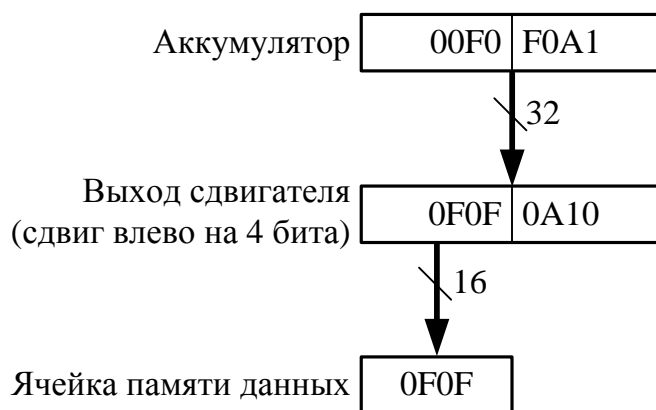 Аккумулятор 00F0 F0A1
32
Выход сдвигателя
(сдвиг влево на 4 бита) 0F0F 0A10
16
Ячейка памяти данных 0F0F